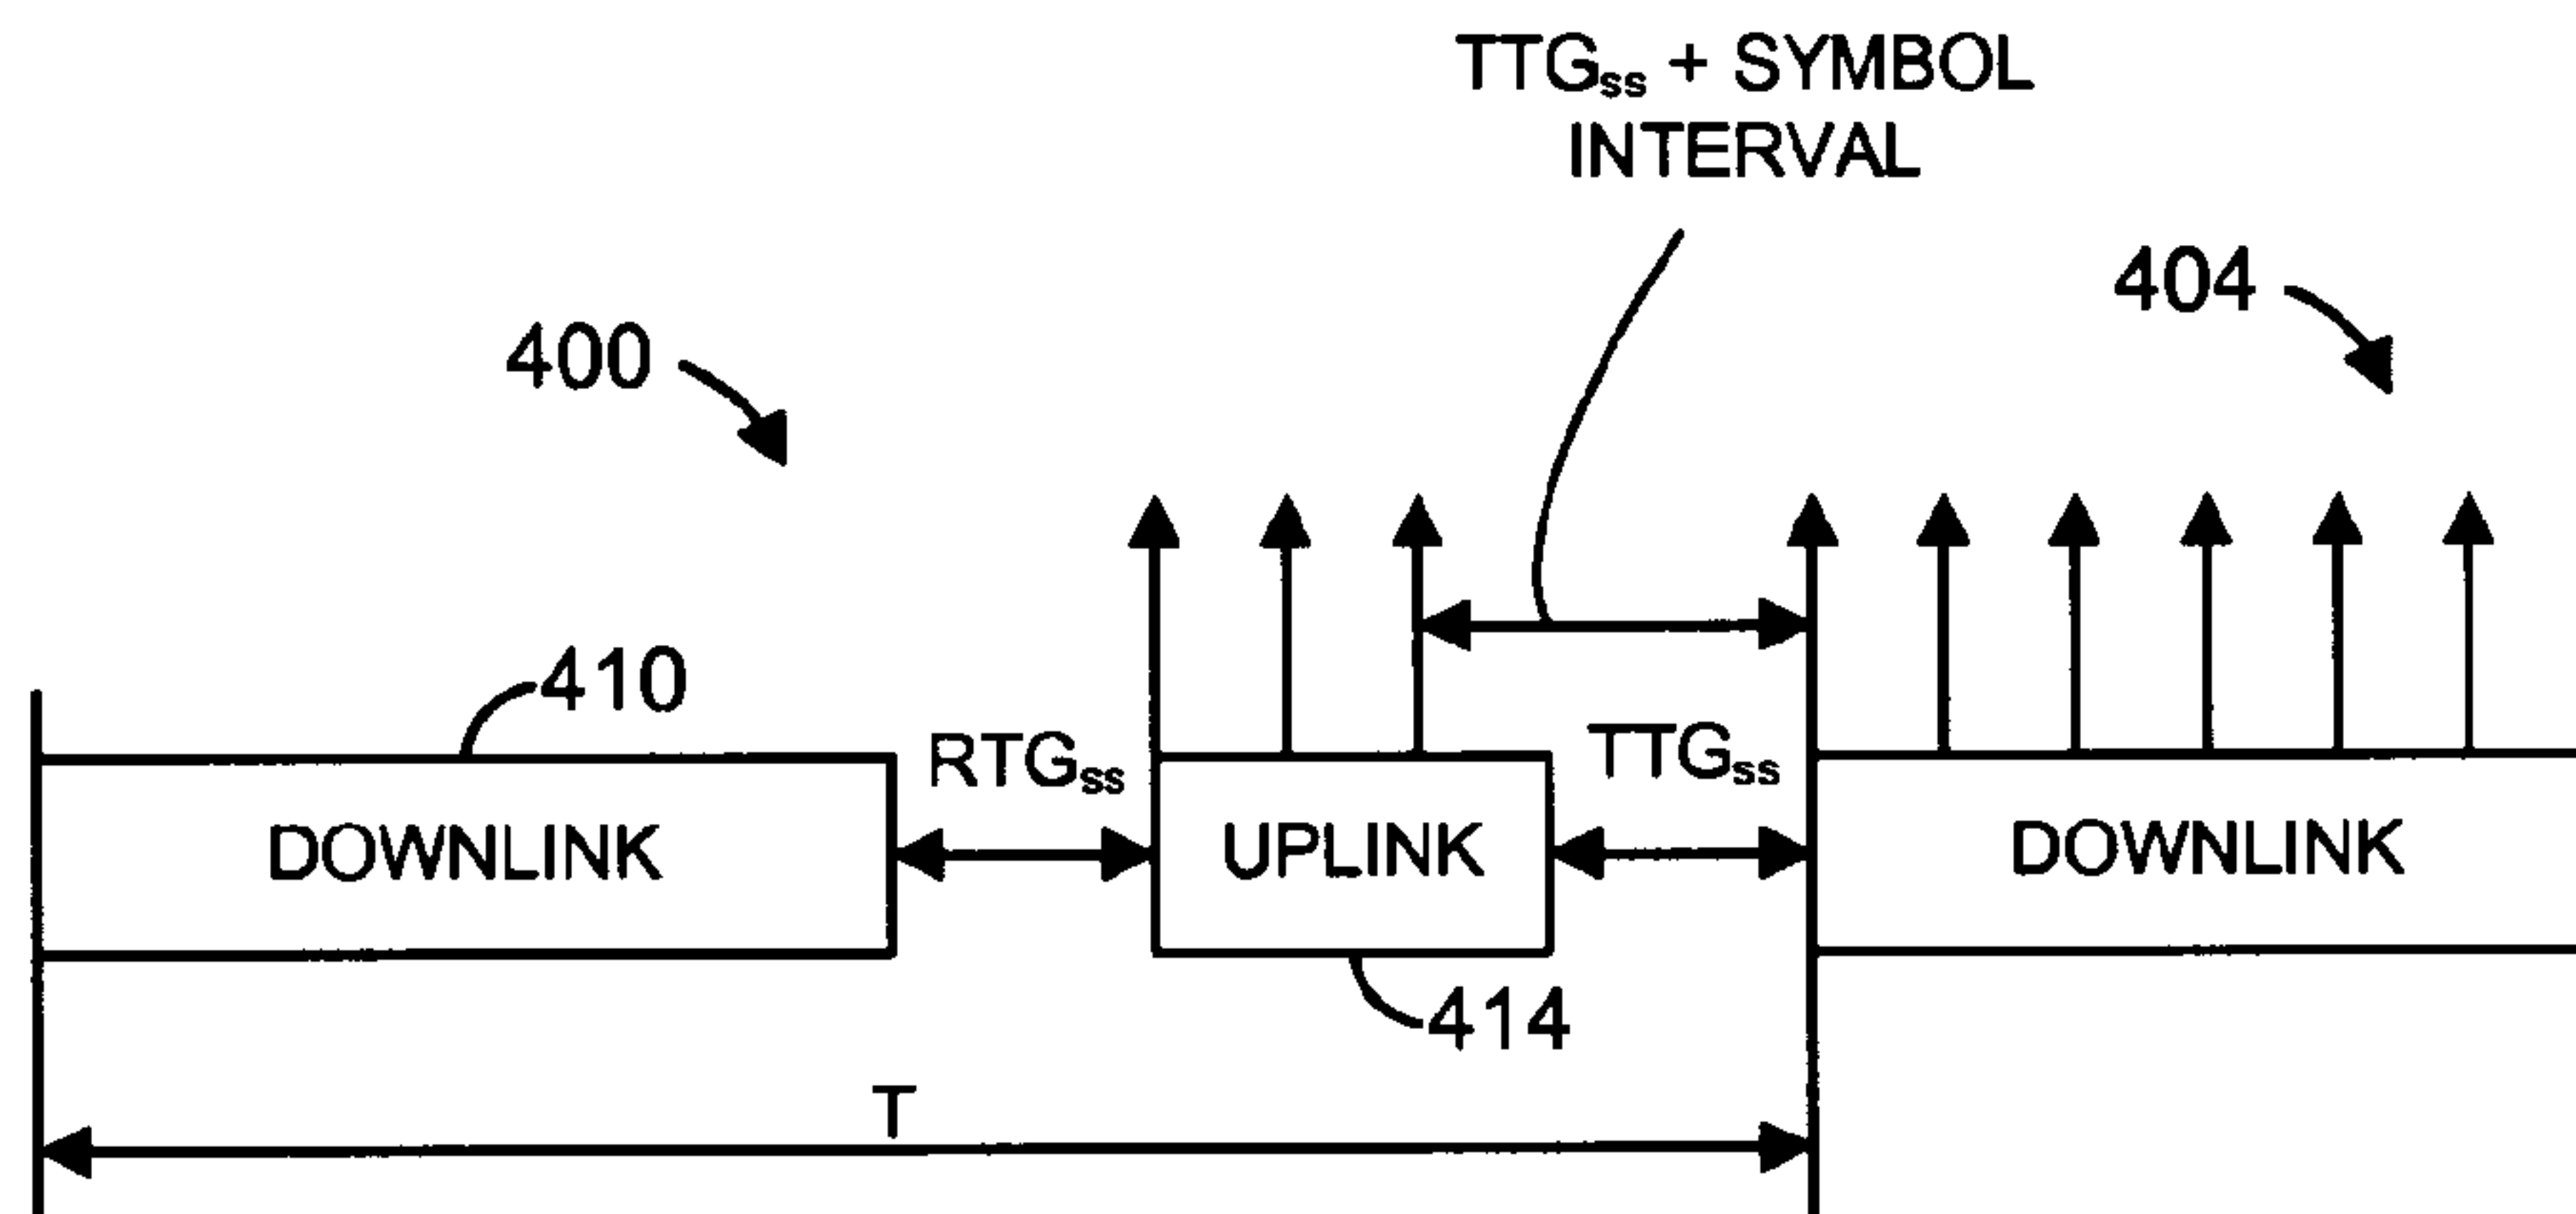 TTGss + SYMBOL
INTERVAL
404
400
410
RTGss
TTGss
DOWNLINK
UPLINK
DOWNLINK
414
T